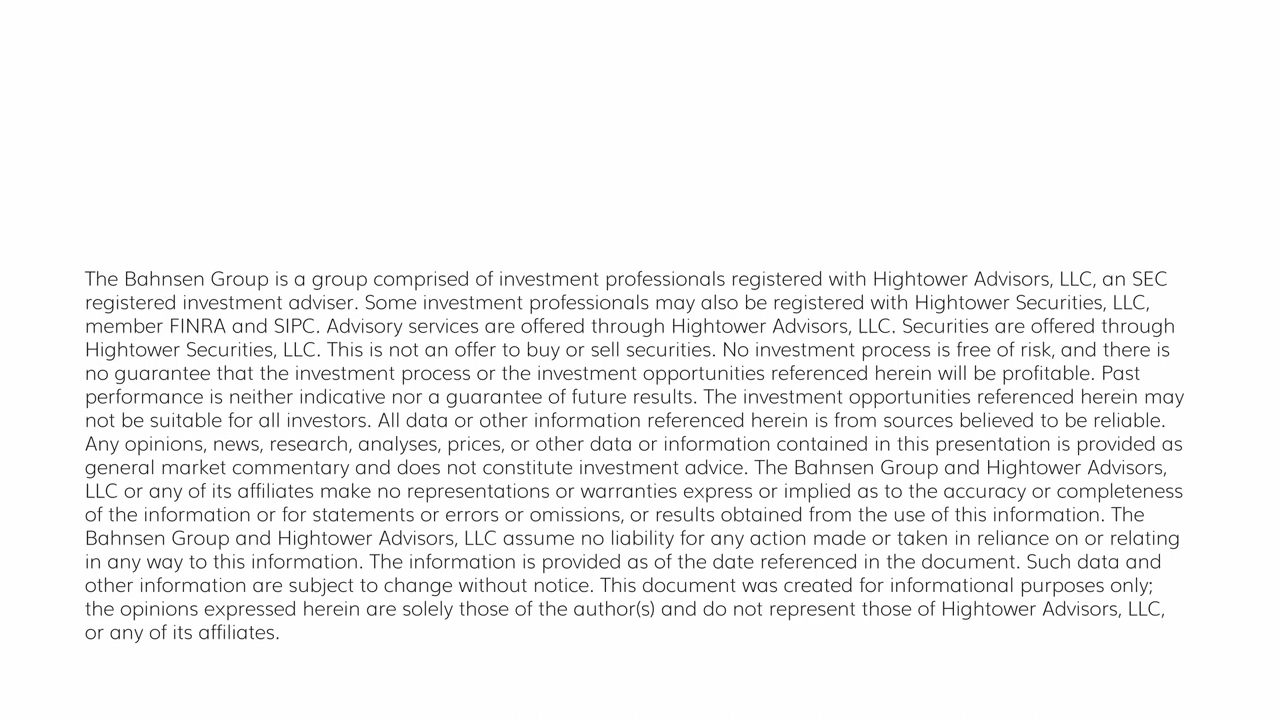 The Bahnsen Group is a group comprised of investment professionals registered with Hightower Advisors, LLC, an SEC
registered investment adviser. Some investment professionals may also be registered with Hightower Securities, LLC,
member FINRA and SIPC. Advisory services are offered through Hightower Advisors, LLC. Securities are offered through
Hightower Securities, LLC. This is not an offer to buy or sell securities. No investment process is free of risk, and there is
no guarantee that the investment process or the investment opportunities referenced herein will be profitable. Past
performance is neither indicative nor a guarantee of future results. The investment opportunities referenced herein may
not be suitable for all investors. All data or other information referenced herein is from sources believed to be reliable.
Any opinions, news, research, analyses, prices, or other data or information contained in this presentation is provided as
general market commentary and does not constitute investment advice. The Bahnsen Group and Hightower Advisors,
LLC or any of its affiliates make no representations or warranties express or implied as to the accuracy or completeness
of the information or for statements or errors or omissions, or results obtained from the use of this information. The
Bahnsen Group and Hightower Advisors, LLC assume no liability for any action made or taken in reliance on or relating
in any way to this information. The information is provided as of the date referenced in the document. Such data and
other information are subject to change without notice. This document was created for informational purposes only;
the opinions expressed herein are solely those of the author(s) and do not represent those of Hightower Advisors, LLC,
or any of its affiliates.